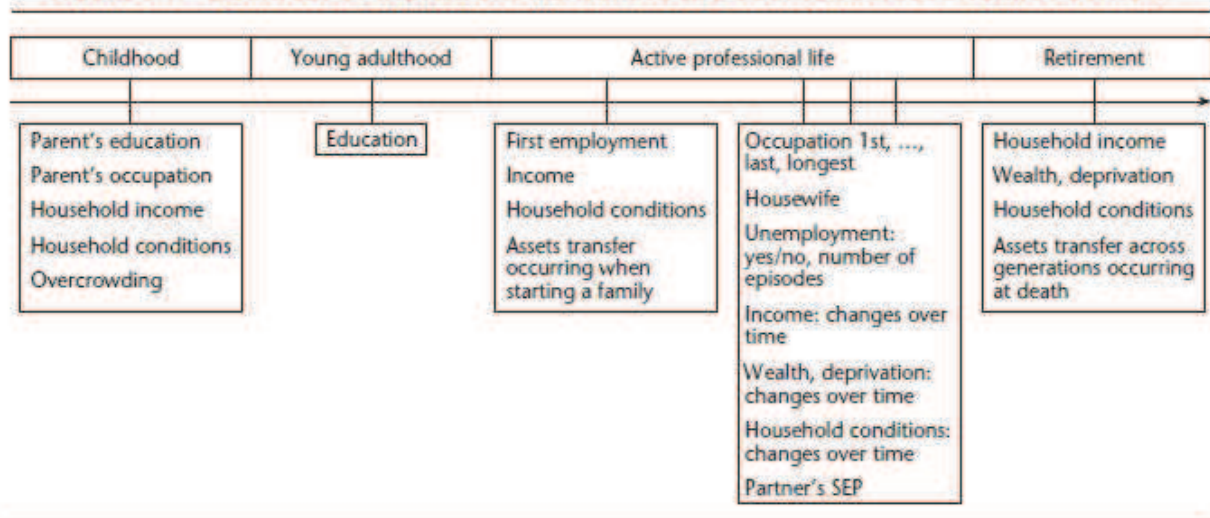 Childhood
Young adulthood
Active professional life
Retirement
Parent's education
Parent's occupation
Household income
Household conditions
Overcrowding
Education
First employment
Income
Household conditions
Assets transfer
occurring when
starting a family
Occupation 1st, ...,
last, longest
Housewife
Unemployment:
yes/no, number of
episodes
Income: changes over
time
Wealth, deprivation:
changes over time
Household conditions:
changes over time
Partner's SEP
Household income
Wealth, deprivation
Household conditions
Assets transfer across
generations occurring
at death